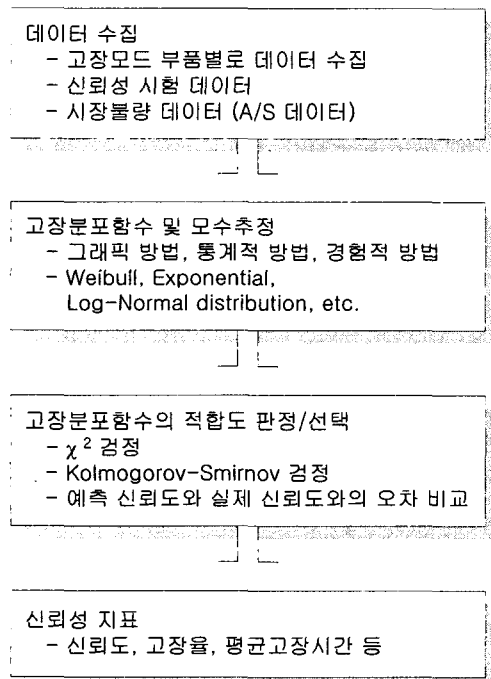 데이터 수집
- 고장모드 부품별로 데이터 수집
- 신뢰성 시험 데이터
- 시장불량 데이터 (A/S 데이터)
고장분포함수 및 모수추정
- 그래픽 방법, 통계적 방법, 경험적 방법
- Weibull, Exponential,
Log-Normal distribution, etc.
고장분포함수의 적합도 판정/선택
- χ² 검정
- Kolmogorov-Smirnov 검정
- 예측 신뢰도와 실제 신뢰도와의 오차 비교
신뢰성 지표
- 신뢰도, 고장율, 평균고장시간 등